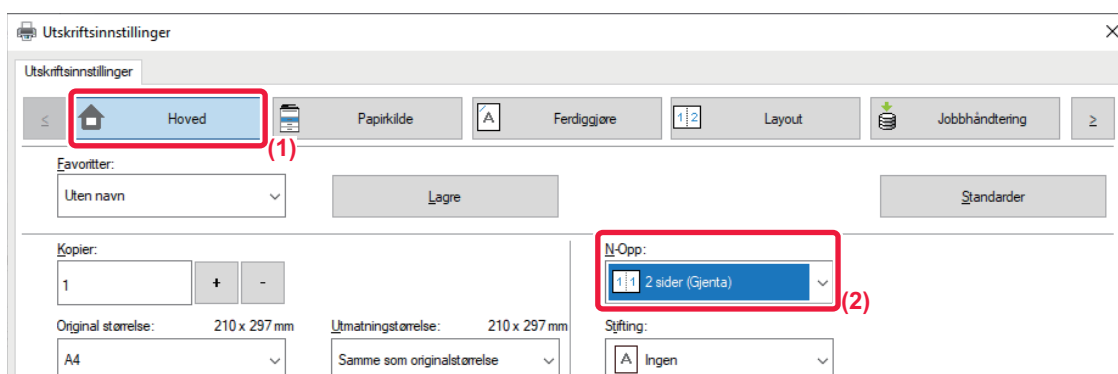 Utskriftsinnstillinger
Utskriftsinnstillinger
< Hoved Papirkilde A Ferdiggjøre 1 2 Layout Jobbhåndtering >
(1)
Favoritter:
Uten navn Lagre Standarder
Kopier: N-Opp:
1 + - 1 1 2 sider (Gjenta)
(2)
Original størrelse: 210 x 297 mm Utmatningstørrelse: 210 x 297 mm Stifting:
A4 Samme som originalstørrelse A Ingen